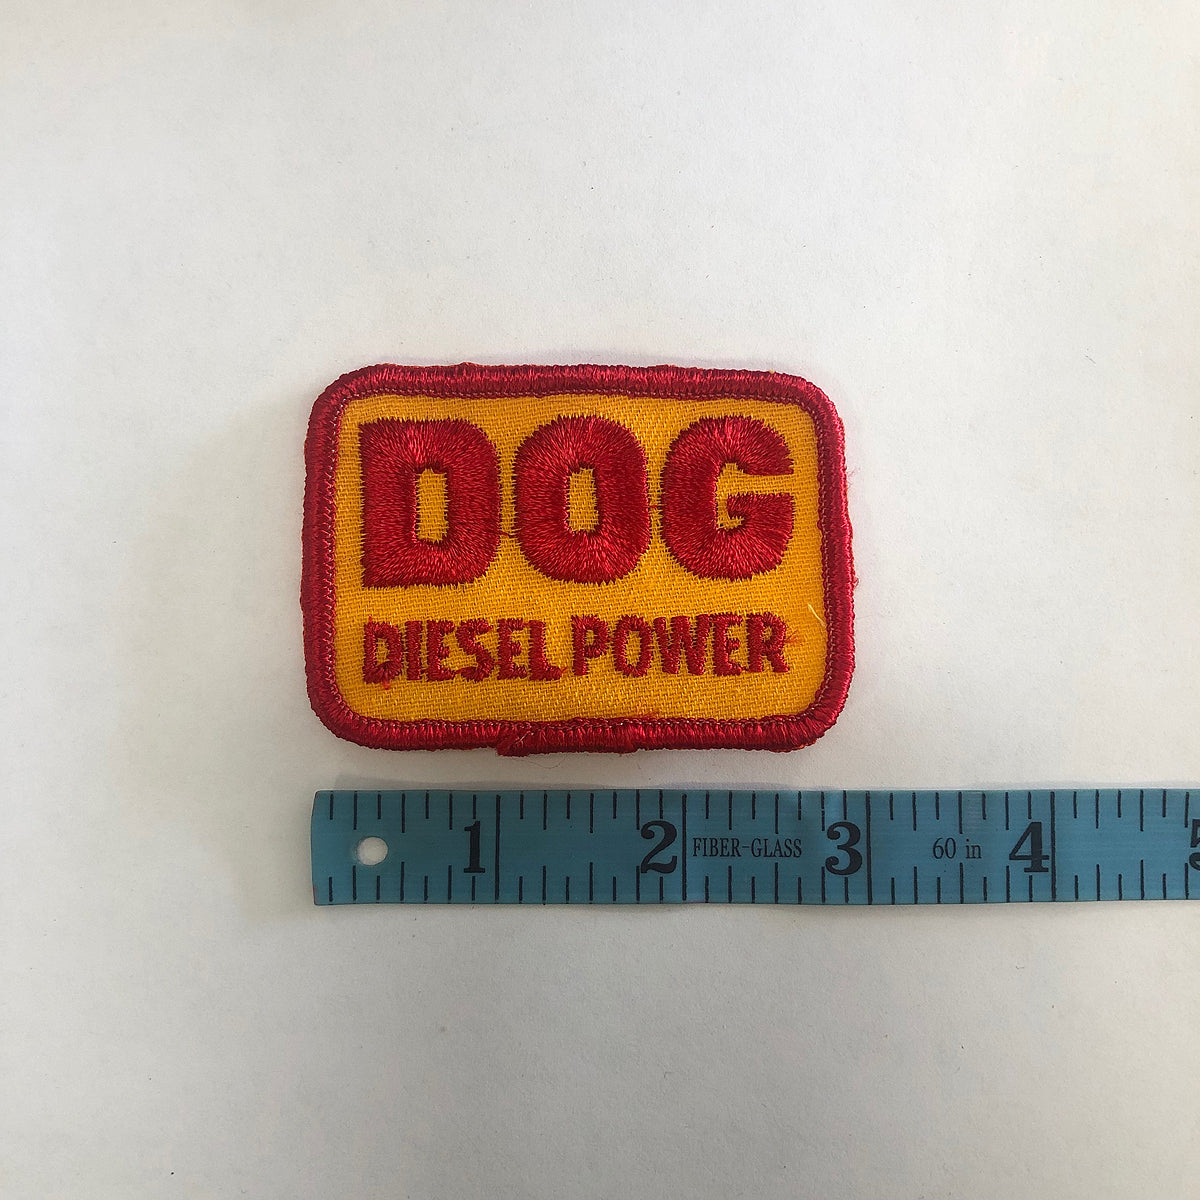 DOG
DIESEL POWER
1 2 FIBER-GLASS 3 60 in 4 5